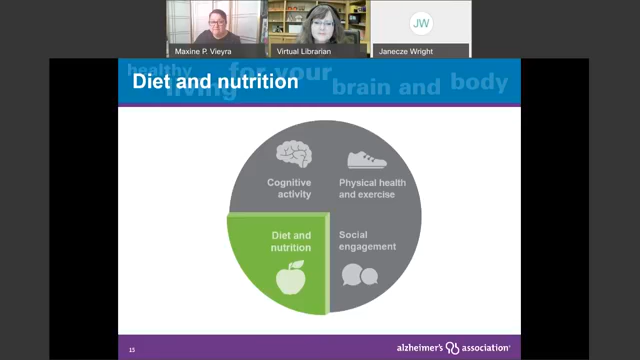 JW
Maxine P. Vieyra
Virtual Librarian
Janecze Wright
healthy
living
for your
brain and body
Diet and nutrition
Cognitive
activity
Physical health
and exercise
Diet and
nutrition
Social
engagement
15
alzheimer's association®